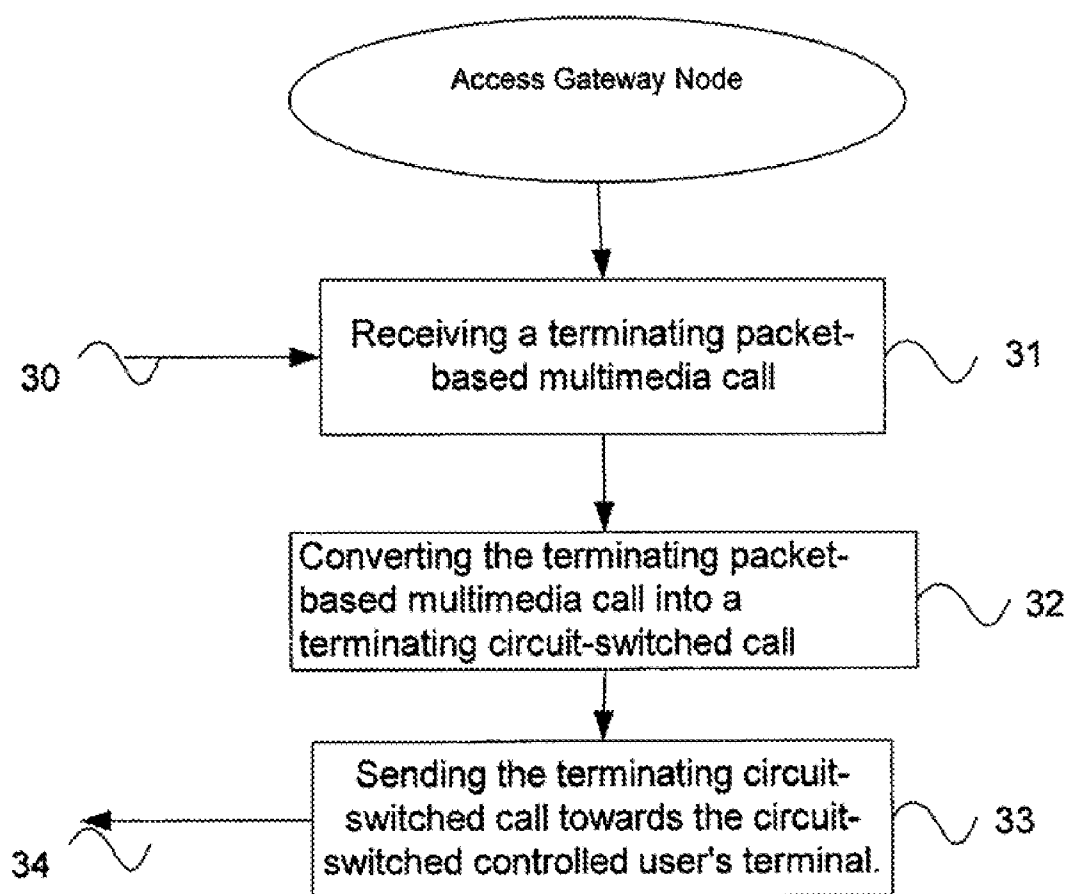 Access Gateway Node
Receiving a terminating packet-
based multimedia call
30
31
Converting the terminating packet-
based multimedia call into a
terminating circuit-switched call
32
Sending the terminating circuit-
switched call towards the circuit-
switched controlled user's terminal.
33
34